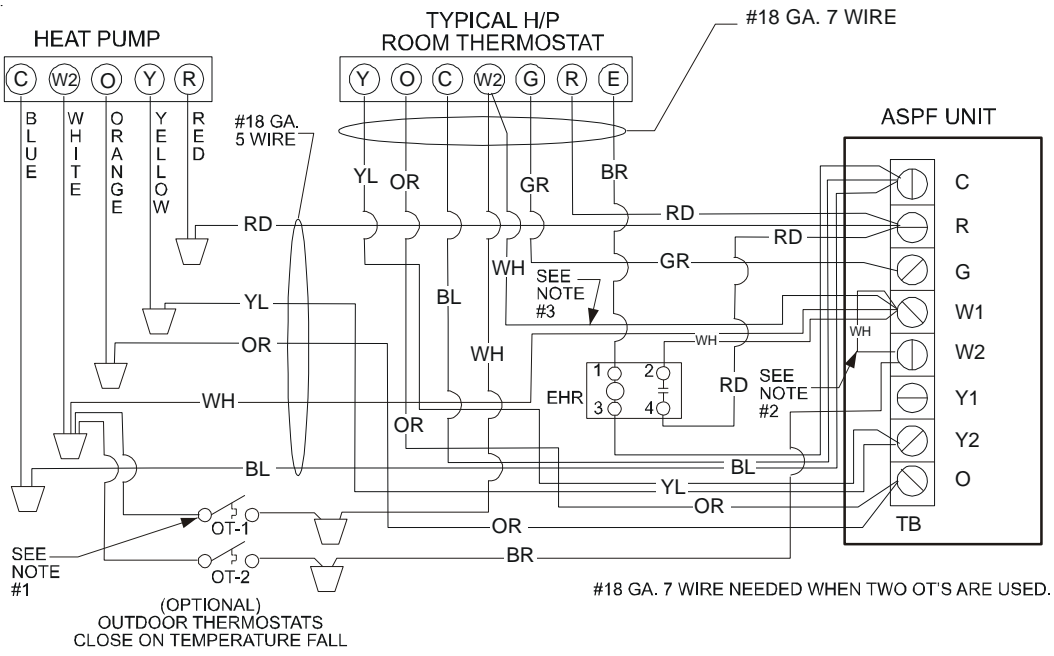 TYPICAL H/P
ROOM THERMOSTAT
#18 GA. 7 WIRE
HEAT PUMP
C W2 O Y R
Y O C W2 G R E
BLUE
WHITE
ORANGE
YELLOW
RED
#18 GA.
5 WIRE
ASPF UNIT
YL
OR
GR
BR
C
RD
RD
R
RD
GR
G
WH
SEE
NOTE
#3
BL
YL
W1
WH
OR
WH
WH
W2
1 2
EHR
3 4
RD
SEE
NOTE
#2
WH
Y1
OR
Y2
BL
BL
YL
O
OR
OR
TB
OT-1
BR
SEE
NOTE
#1
OT-2
#18 GA. 7 WIRE NEEDED WHEN TWO OT'S ARE USED.
(OPTIONAL)
OUTDOOR THERMOSTATS
CLOSE ON TEMPERATURE FALL